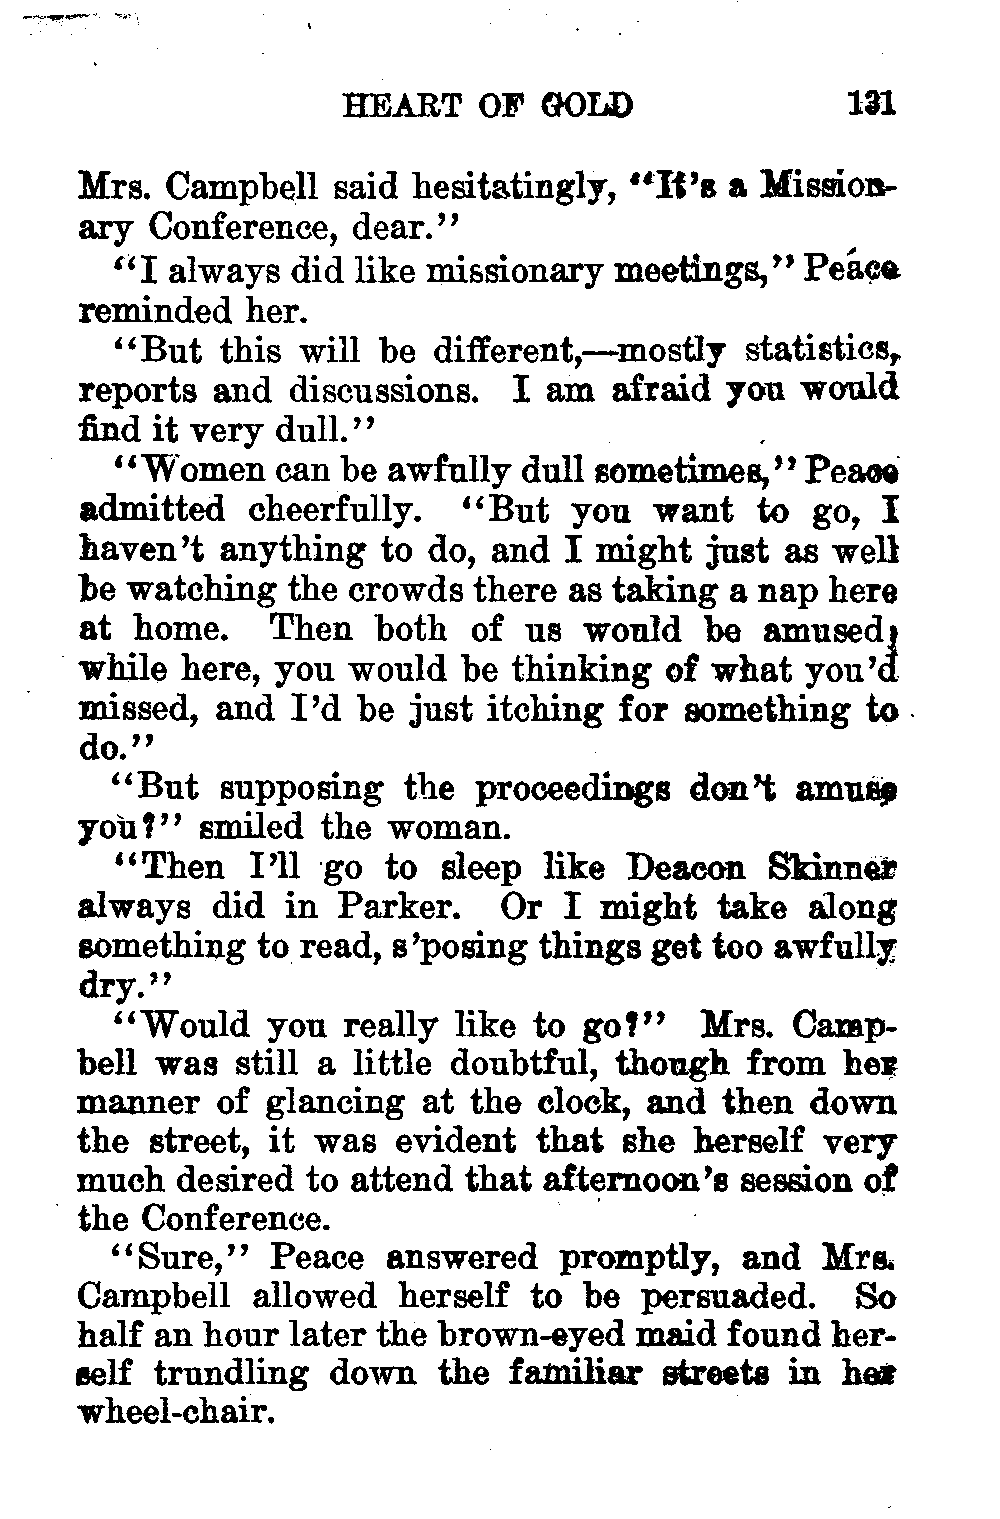 HEART OF GOLD 131
Mrs. Campbell said hesitatingly, "It's a Mission-
ary Conference, dear."
"I always did like missionary meetings," Peace
reminded her.
"But this will be different,—mostly statistics,
reports and discussions. I am afraid you would
find it very dull."
"Women can be awfully dull sometimes," Peace
admitted cheerfully. "But you want to go, I
haven't anything to do, and I might just as well
be watching the crowds there as taking a nap here
at home. Then both of us would be amused;
while here, you would be thinking of what you'd
missed, and I'd be just itching for something to
do."
"But supposing the proceedings don't amuse
you?" smiled the woman.
"Then I'll go to sleep like Deacon Skinner
always did in Parker. Or I might take along
something to read, s'posing things get too awfully
dry."
"Would you really like to go?" Mrs. Camp-
bell was still a little doubtful, though from her
manner of glancing at the clock, and then down
the street, it was evident that she herself very
much desired to attend that afternoon's session of
the Conference.
"Sure," Peace answered promptly, and Mrs.
Campbell allowed herself to be persuaded. So
half an hour later the brown-eyed maid found her-
self trundling down the familiar streets in her
wheel-chair.